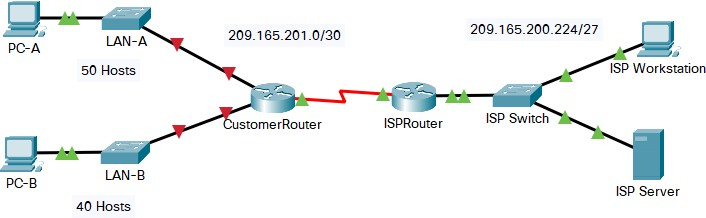 209.165.201.0/30
209.165.200.224/27
PC-A
LAN-A
50 Hosts
ISP Workstation
CustomerRouter
ISPRouter
ISP Switch
PC-B
LAN-B
40 Hosts
ISP Server